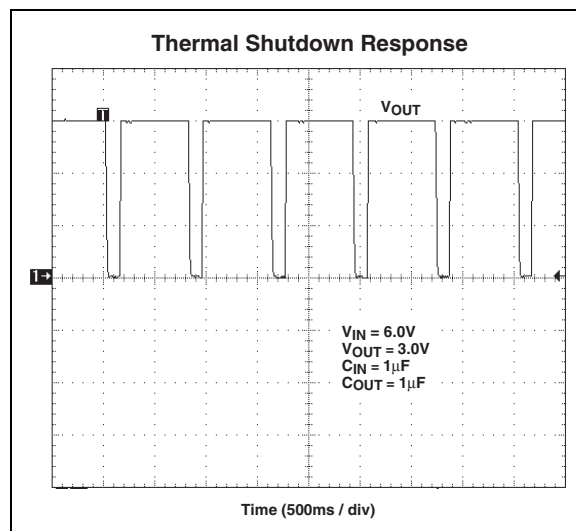 Thermal Shutdown Response
T
VOUT
1→
VIN = 6.0V
VOUT = 3.0V
CIN = 1µF
COUT = 1µF
Time (500ms / div)